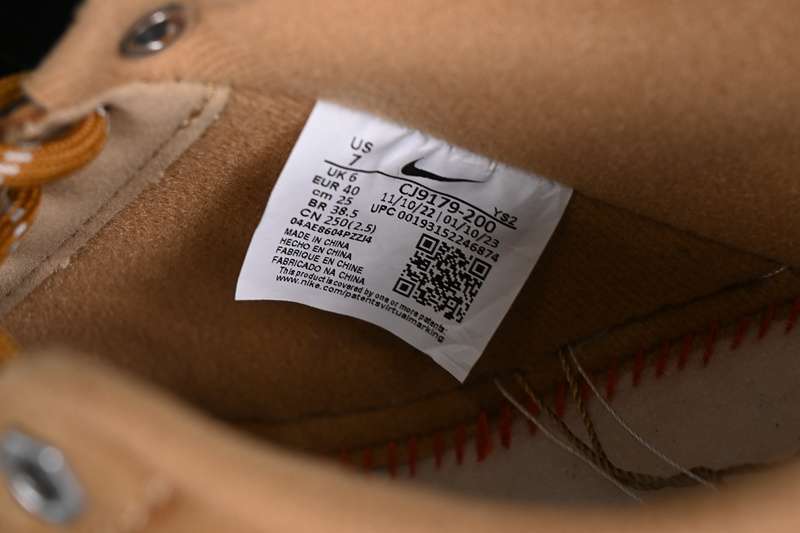 US
7
UK 6
EUR 40
cm 25
BR 38.5
CN 250(2.5)
04AE8604PZZJ4
MADE IN CHINA
HECHO EN CHINA
FABRIQUE EN CHINE
FABRICADO NA CHINA
This product is covered by one or more patents:
www.nike.com/patentsvirtualmarking
YS2
CJ9179-200
11/10/22 | 01/10/23
UPC 00193152246874